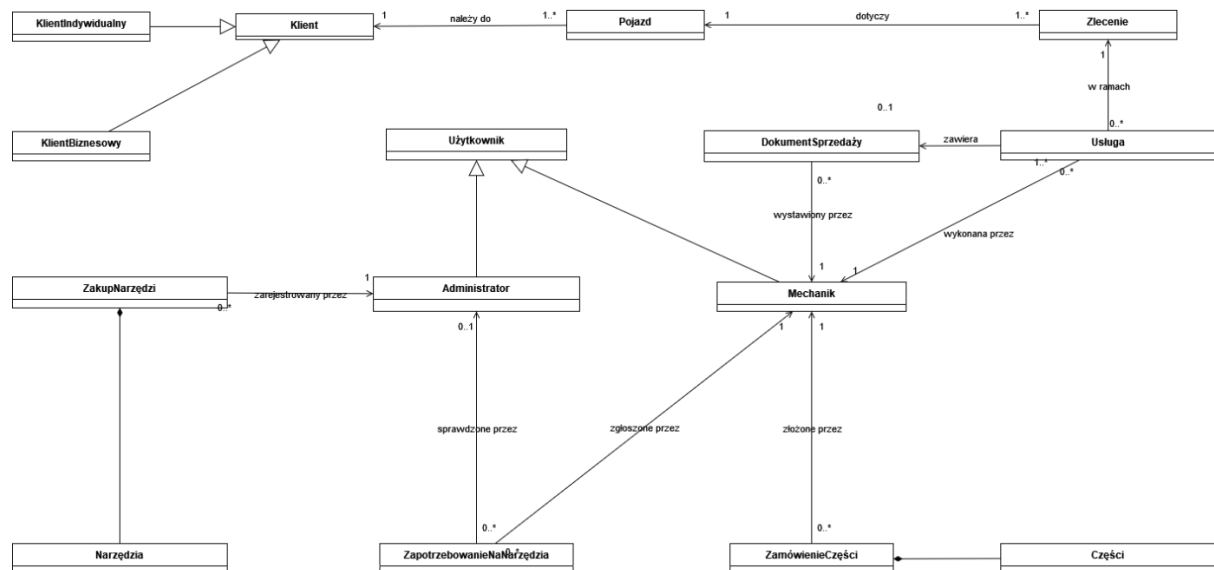 KlientIndywidualny
Klient
1
należy do
1..*
Pojazd
1
dotyczy
1..*
Zlecenie
1
w ramach
0..1
0..*
KlientBiznesowy
Użytkownik
DokumentSprzedaży
zawiera
Usługa
1..*
0..*
0..*
wystawiony przez
wykonana przez
1
1
ZakupNarzędzi
zarejestrowany przez
1
0..*
Administrator
Mechanik
0..1
1
1
sprawdzone przez
zgłoszone przez
złożone przez
0..*
0..*
0..*
Narzędzia
ZapotrzebowanieNaNarzędzia
ZamówienieCzęści
Części